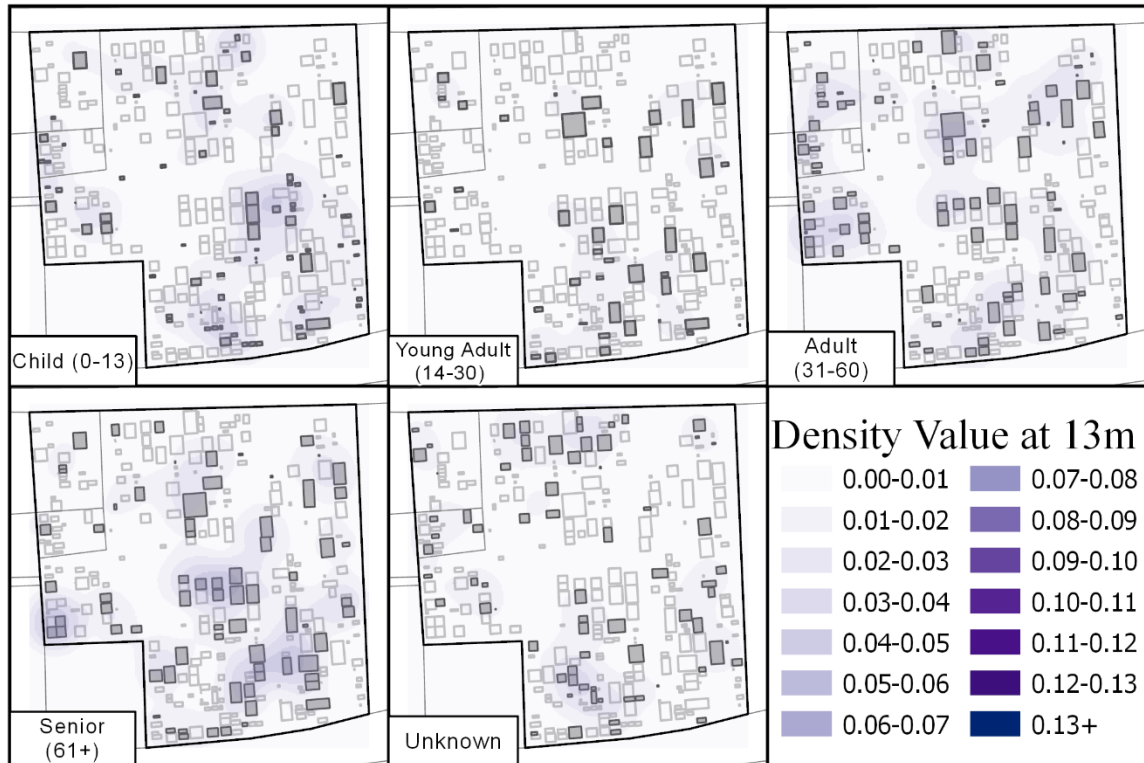 Child (0-13)
Young Adult
(14-30)
Adult
(31-60)
Senior
(61+)
Unknown
Density Value at 13m
0.00-0.01
0.01-0.02
0.02-0.03
0.03-0.04
0.04-0.05
0.05-0.06
0.06-0.07
0.07-0.08
0.08-0.09
0.09-0.10
0.10-0.11
0.11-0.12
0.12-0.13
0.13+